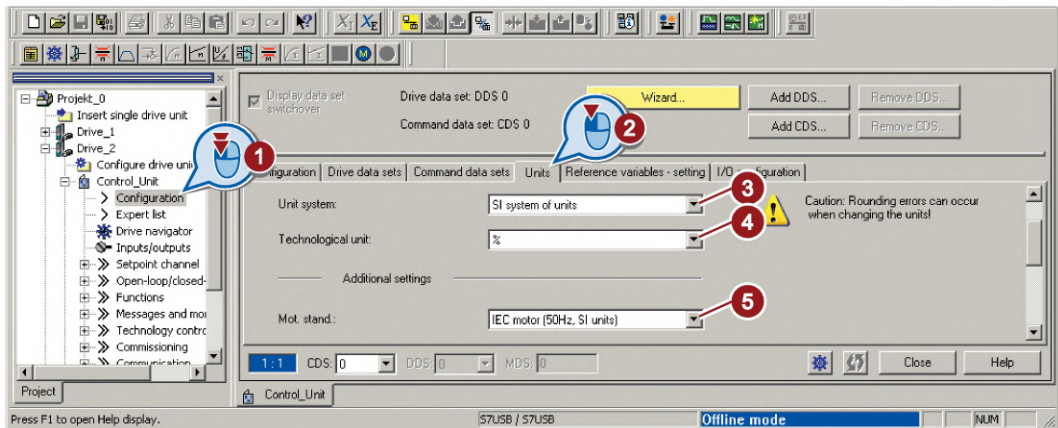 Display data set
switchover
Drive data set: DDS 0
Wizard...
Add DDS...
Remove DDS...
Command data set: CDS 0
Add CDS...
Remove CDS...
Projekt_0
Insert single drive unit
Drive_1
Drive_2
Configure drive uni
Control_Unit
Configuration
Expert list
Drive navigator
Inputs/outputs
Setpoint channel
Open-loop/closed-
Functions
Messages and mor
Technology contro
Commissioning
Communication
Project
1
2
nfiguration
Drive data sets
Command data sets
Units
Reference variables - setting
I/O configuration
Unit system:
SI system of units
3
Caution: Rounding errors can occur
when changing the units!
Technological unit:
%
4
Additional settings
Mot. stand.:
IEC motor (50Hz, SI units)
5
1 : 1
CDS: 0
DDS: 0
MDS: 0
Close
Help
Control_Unit
Press F1 to open Help display.
S7USB / S7USB
Offline mode
NUM